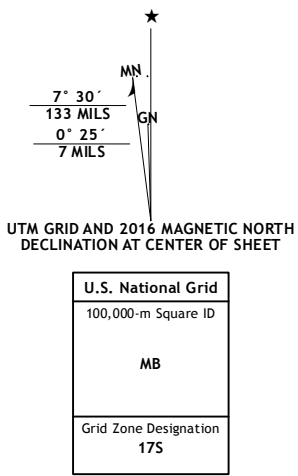 ★
MN
7° 30´
133 MILS
GN
0° 25´
7 MILS
UTM GRID AND 2016 MAGNETIC NORTH
DECLINATION AT CENTER OF SHEET
U.S. National Grid
100,000-m Square ID
MB
Grid Zone Designation
17S